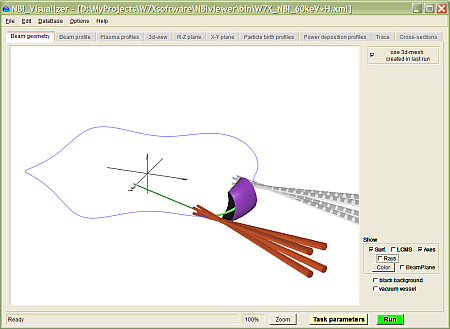 NBI_Visualizer - [D:\MyProjects\W7Xsoftware\NBIviewer\bin\W7X_NBI_60keV+H.xml]
File Edit DataBase Options Help
Beam geometry Beam profile Plasma profiles 3d-view R-Z plane X-Y plane Particle birth profiles Power deposition profiles Trace Cross-sections
use 3d-mesh
created in last run
Show
Surf. LCMS Axes
Rays
Color BeamPlane
black background
vacuum vessel
Ready 100% Zoom Task parameters Run